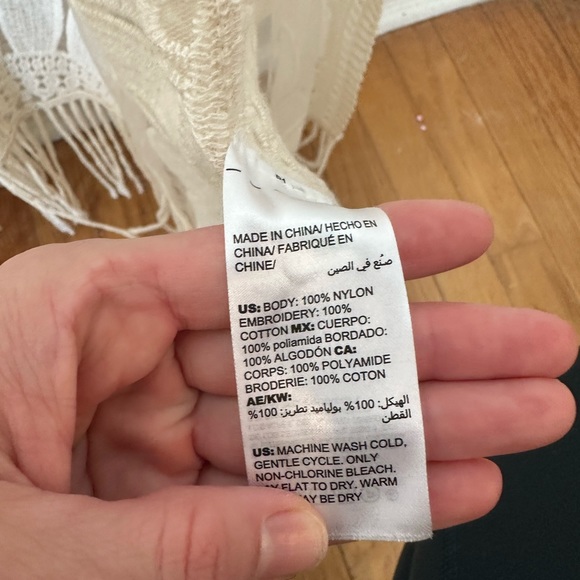 MADE IN CHINA/ HECHO EN
CHINA/ FABRIQUÉ EN
CHINE/
صُنع في الصين
US: BODY: 100% NYLON
EMBROIDERY: 100%
COTTON MX: CUERPO:
100% poliamida BORDADO:
100% ALGODÓN CA:
CORPS: 100% POLYAMIDE
BRODERIE: 100% COTTON
AE/KW:
الهيكل: 100% بولياميد تطريز: 100%
القطن
US: MACHINE WASH COLD,
GENTLE CYCLE. ONLY
NON-CHLORINE BLEACH.
FLAT TO DRY. WARM
BE DRY